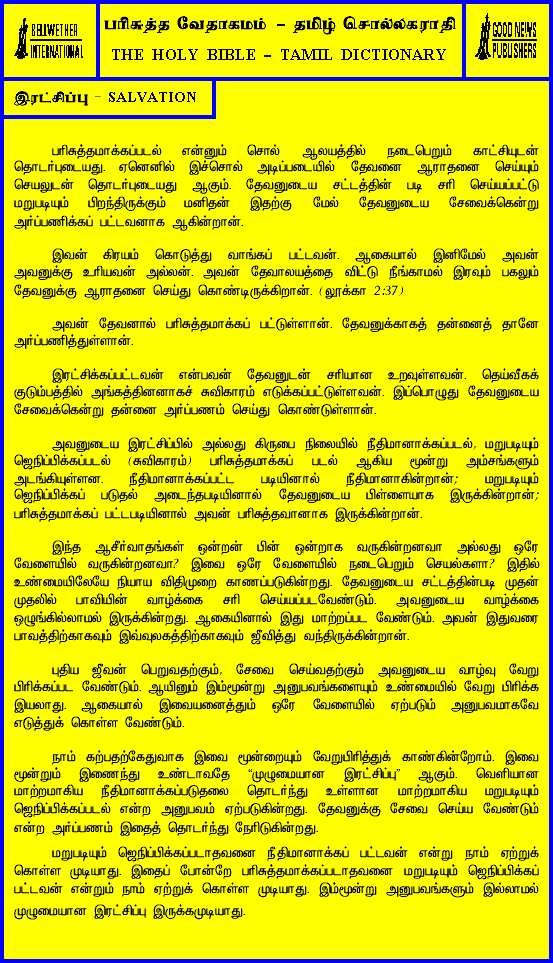 BELLWETHER
INTERNATIONAL
பரிசுத்த வேதாகமம் - தமிழ் சொல்லகராதி
THE HOLY BIBLE - TAMIL DICTIONARY
GOOD NEWS
PUBLISHERS
இரட்சிப்பு - SALVATION
பரிசுத்தமாக்கப்படல் என்னும் சொல் ஆலயத்தில் நடைபெறும் காட்சியுடன்
தொடர்புடையது. ஏனெனில் இச்சொல் அடிப்படையில் தேவனை ஆராதனை செய்யும்
செயலுடன் தொடர்புடையது ஆகும். தேவனுடைய சட்டத்தின் படி சரி செய்யப்பட்டு
மறுபடியும் பிறந்திருக்கும் மனிதன் இதற்கு மேல் தேவனுடைய சேவைக்கென்று
அர்ப்பணிக்கப் பட்டவனாக ஆகின்றான்.
இவன் கிரயம் கொடுத்து வாங்கப் பட்டவன். ஆகையால் இனிமேல் அவன்
அவனுக்கு உரியவன் அல்லன். அவன் தேவாலயத்தை விட்டு நீங்காமல் இரவும் பகலும்
தேவனுக்கு ஆராதனை செய்து கொண்டிருக்கிறான். (லூக்கா 2:37)
அவன் தேவனால் பரிசுத்தமாக்கப் பட்டுள்ளான். தேவனுக்காகத் தன்னைத் தானே
அர்ப்பணித்துள்ளான்.
இரட்சிக்கப்பட்டவன் என்பவன் தேவனுடன் சரியான உறவுள்ளவன். தெய்வீகக்
குடும்பத்தில் அங்கத்தினனாகச் சுவிகாரம் எடுக்கப்பட்டுள்ளவன். இப்பொழுது தேவனுடைய
சேவைக்கென்று தன்னை அர்ப்பணம் செய்து கொண்டுள்ளான்.
அவனுடைய இரட்சிப்பில் அல்லது கிருபை நிலையில் நீதிமானாக்கப்படல், மறுபடியும்
ஜெநிப்பிக்கப்படல் (சுவிகாரம்) பரிசுத்தமாக்கப் படல் ஆகிய மூன்று அம்சங்களும்
அடங்கியுள்ளன. நீதிமானாக்கப்பட்ட படியினால் நீதிமானாகின்றான்; மறுபடியும்
ஜெநிப்பிக்கப் படுதல் அடைந்தபடியினால் தேவனுடைய பிள்ளையாக இருக்கின்றான்;
பரிசுத்தமாக்கப் பட்டபடியினால் அவன் பரிசுத்தவானாக இருக்கின்றான்.
இந்த ஆசீர்வாதங்கள் ஒன்றன் பின் ஒன்றாக வருகின்றனவா அல்லது ஒரே
வேளையில் வருகின்றனவா? இவை ஒரே வேளையில் நடைபெறும் செயல்களா? இதில்
உண்மையிலேயே நியாய விதிமுறை காணப்படுகின்றது. தேவனுடைய சட்டத்தின்படி முதன்
முதலில் பாவியின் வாழ்க்கை சரி செய்யப்படவேண்டும். அவனுடைய வாழ்க்கை
ஒழுங்கில்லாமல் இருக்கின்றது. ஆகையினால் இது மாற்றப்பட வேண்டும். அவன் இதுவரை
பாவத்திற்காகவும் இவ்வுலகத்திற்காகவும் ஜீவித்து வந்திருக்கின்றான்.
புதிய ஜீவன் பெறுவதற்கும், சேவை செய்வதற்கும் அவனுடைய வாழ்வு வேறு
பிரிக்கப்பட வேண்டும். ஆயினும் இம்மூன்று அனுபவங்களையும் உண்மையில் வேறு பிரிக்க
இயலாது. ஆகையால் இவையனைத்தும் ஒரே வேளையில் ஏற்படும் அனுபவமாகவே
எடுத்துக் கொள்ள வேண்டும்.
நாம் கற்பதற்கேதுவாக இவை மூன்றையும் வேறுபிரித்துக் காண்கின்றோம். இவை
மூன்றும் இணைந்து உண்டாவதே "முழுமையான இரட்சிப்பு" ஆகும். வெளியான
மாற்றமாகிய நீதிமானாக்கப்படுதலை தொடர்ந்து உள்ளான மாற்றமாகிய மறுபடியும்
ஜெநிப்பிக்கப்படல் என்ற அனுபவம் ஏற்படுகின்றது. தேவனுக்கு சேவை செய்ய வேண்டும்
என்ற அர்ப்பணம் இதைத் தொடர்ந்து நேரிடுகின்றது.
மறுபடியும் ஜெநிப்பிக்கப்படாதவனை நீதிமானாக்கப் பட்டவன் என்று நாம் ஏற்றுக்
கொள்ள முடியாது. இதைப் போன்றே பரிசுத்தமாக்கப்படாதவனை மறுபடியும் ஜெநிப்பிக்கப்
பட்டவன் என்றும் நாம் ஏற்றுக் கொள்ள முடியாது. இம்மூன்று அனுபவங்களும் இல்லாமல்
முழுமையான இரட்சிப்பு இருக்கமுடியாது.